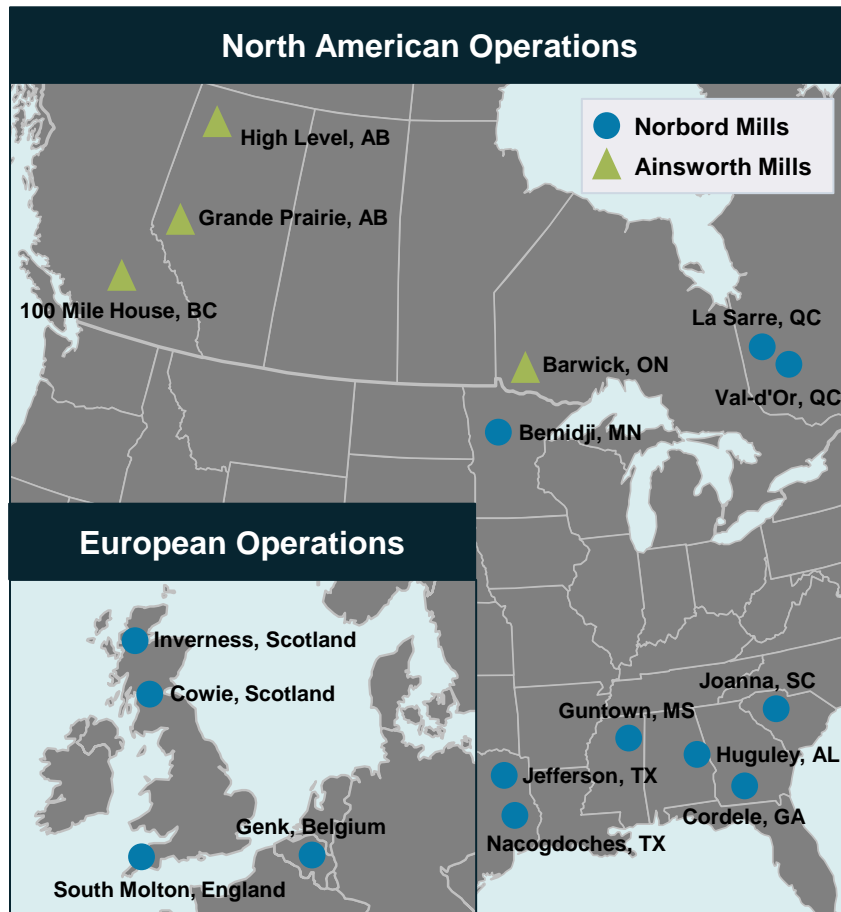 North American Operations
Norbord Mills
Ainsworth Mills
High Level, AB
Grande Prairie, AB
100 Mile House, BC
La Sarre, QC
Barwick, ON
Val-d'Or, QC
Bemidji, MN
European Operations
Inverness, Scotland
Cowie, Scotland
Genk, Belgium
South Molton, England
Joanna, SC
Guntown, MS
Huguley, AL
Jefferson, TX
Cordele, GA
Nacogdoches, TX